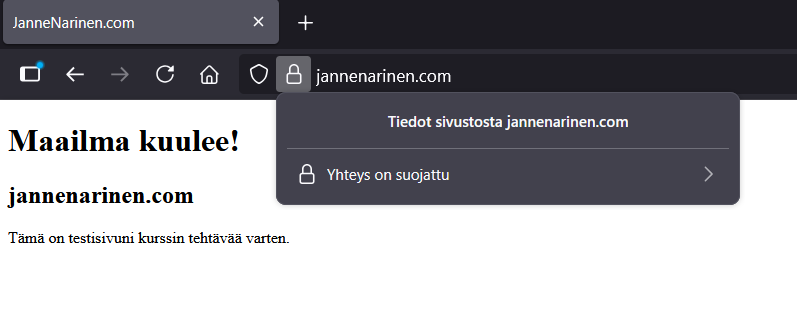 JanneNarinen.com
jannenarinen.com
Tiedot sivustosta jannenarinen.com
Yhteys on suojattu
Maailma kuulee!
jannenarinen.com
Tämä on testisivuni kurssin tehtävää varten.